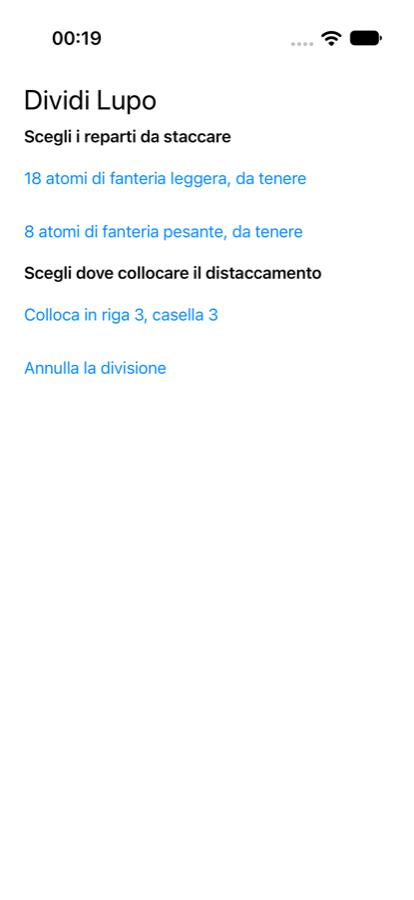 00:19
Dividi Lupo
Scegli i reparti da staccare
18 atomi di fanteria leggera, da tenere
8 atomi di fanteria pesante, da tenere
Scegli dove collocare il distaccamento
Colloca in riga 3, casella 3
Annulla la divisione